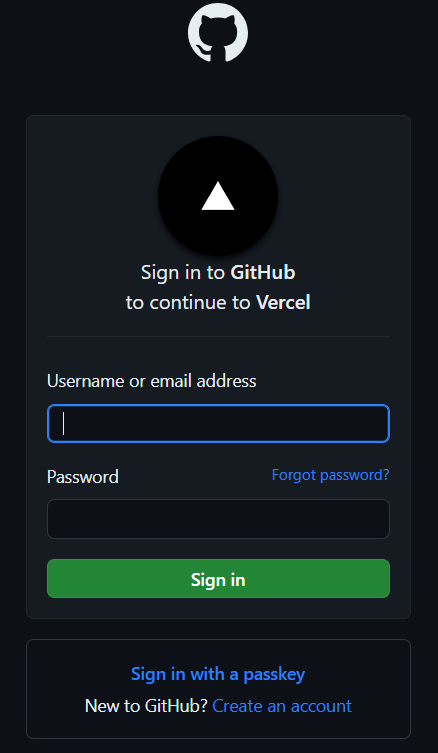 Sign in to GitHub
to continue to Vercel
Username or email address
Password
Forgot password?
Sign in
Sign in with a passkey
New to GitHub? Create an account